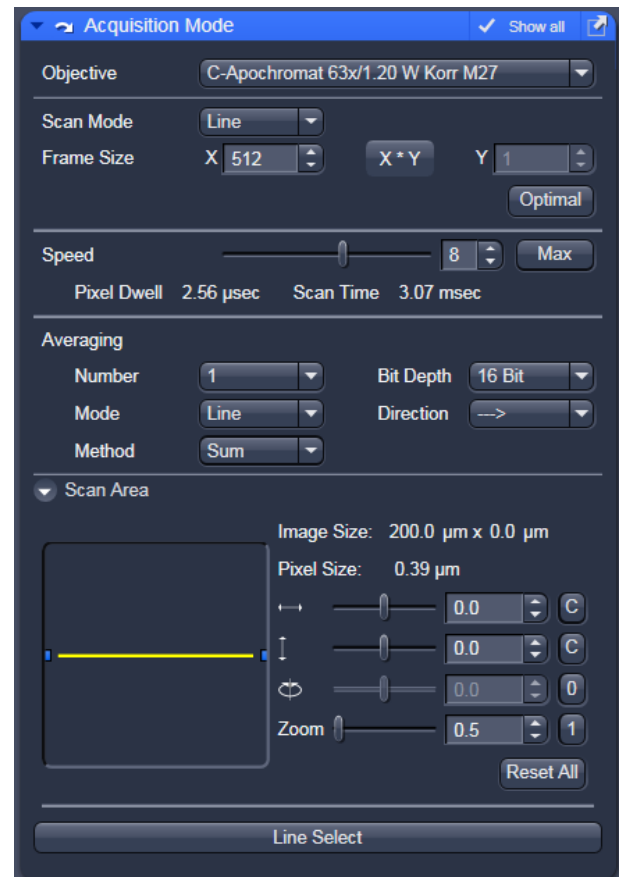 Acquisition Mode ✓ Show all
Objective C-Apochromat 63x/1.20 W Korr M27
Scan Mode Line
Frame Size X 512 X * Y Y 1
Optimal
Speed 8 Max
Pixel Dwell 2.56 µsec Scan Time 3.07 msec
Averaging
Number 1 Bit Depth 16 Bit
Mode Line Direction --->
Method Sum
Scan Area
Image Size: 200.0 µm x 0.0 µm
Pixel Size: 0.39 µm
0.0 C
0.0 C
0.0 0
Zoom 0.5 1
Reset All
Line Select